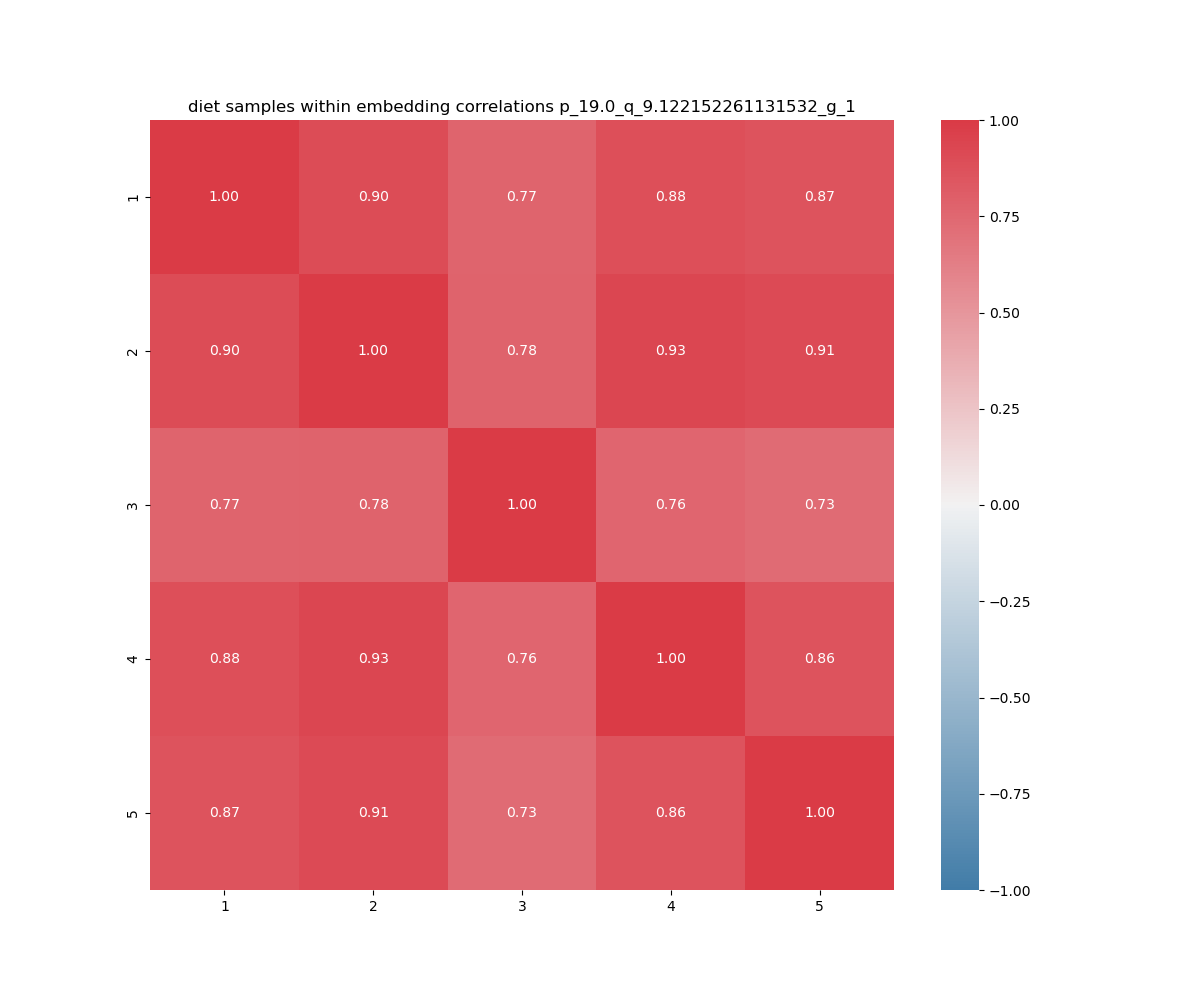 diet samples within embedding correlations p_19.0_q_9.122152261131532_g_1
1 1.00 0.90 0.77 0.88 0.87
2 0.90 1.00 0.78 0.93 0.91
3 0.77 0.78 1.00 0.76 0.73
4 0.88 0.93 0.76 1.00 0.86
5 0.87 0.91 0.73 0.86 1.00
1 2 3 4 5
1.00
0.75
0.50
0.25
0.00
−0.25
−0.50
−0.75
−1.00